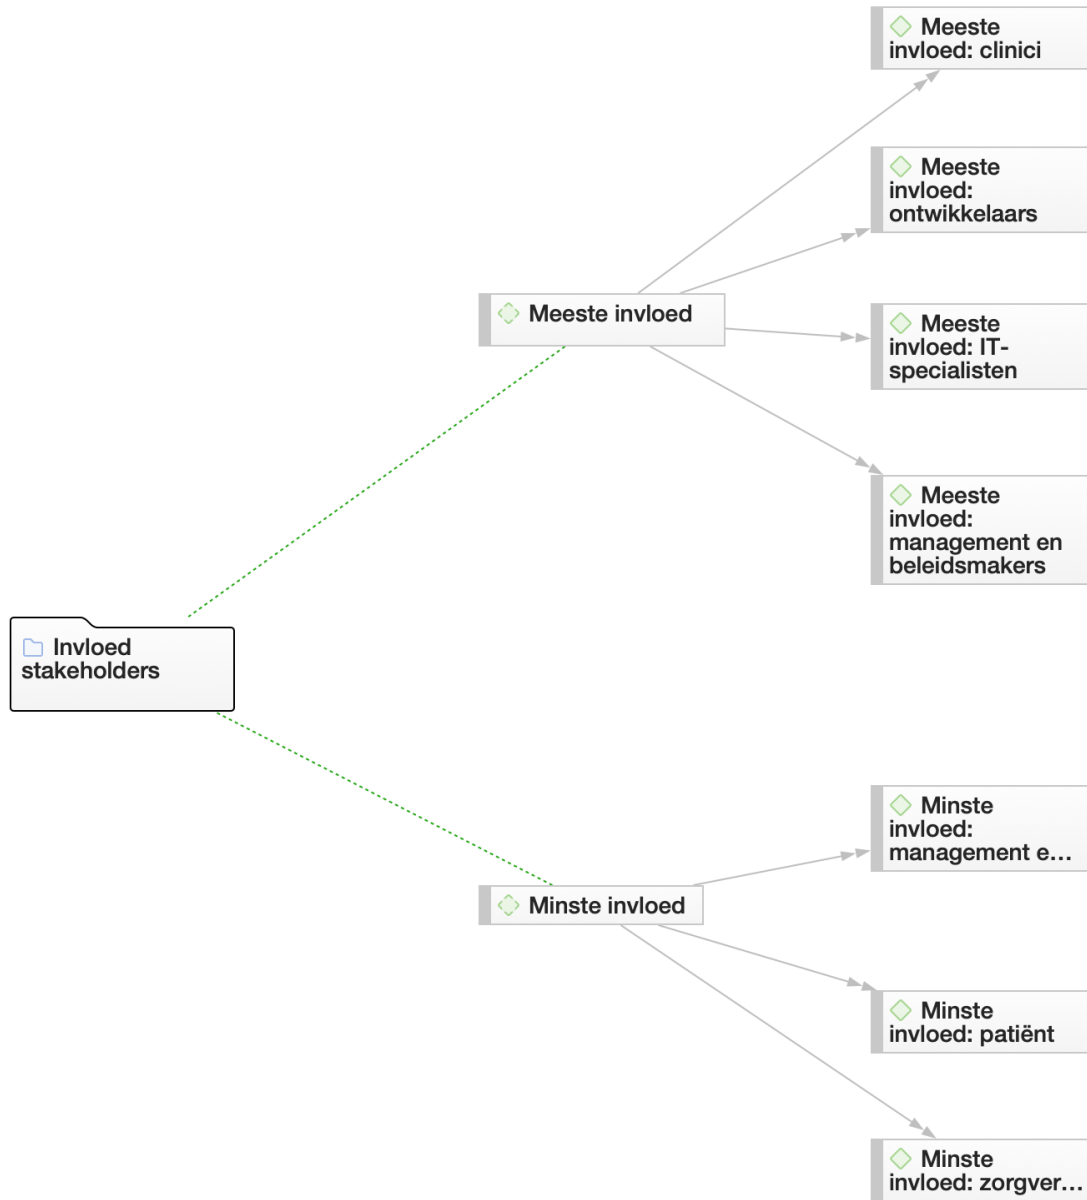 Meeste
invloed: clinici
Meeste
invloed:
ontwikkelaars
Meeste invloed
Meeste
invloed: IT-
specialisten
Meeste
invloed:
management en
beleidsmakers
Invloed
stakeholders
Minste
invloed:
management e...
Minste invloed
Minste
invloed: patiënt
Minste
invloed: zorgver...